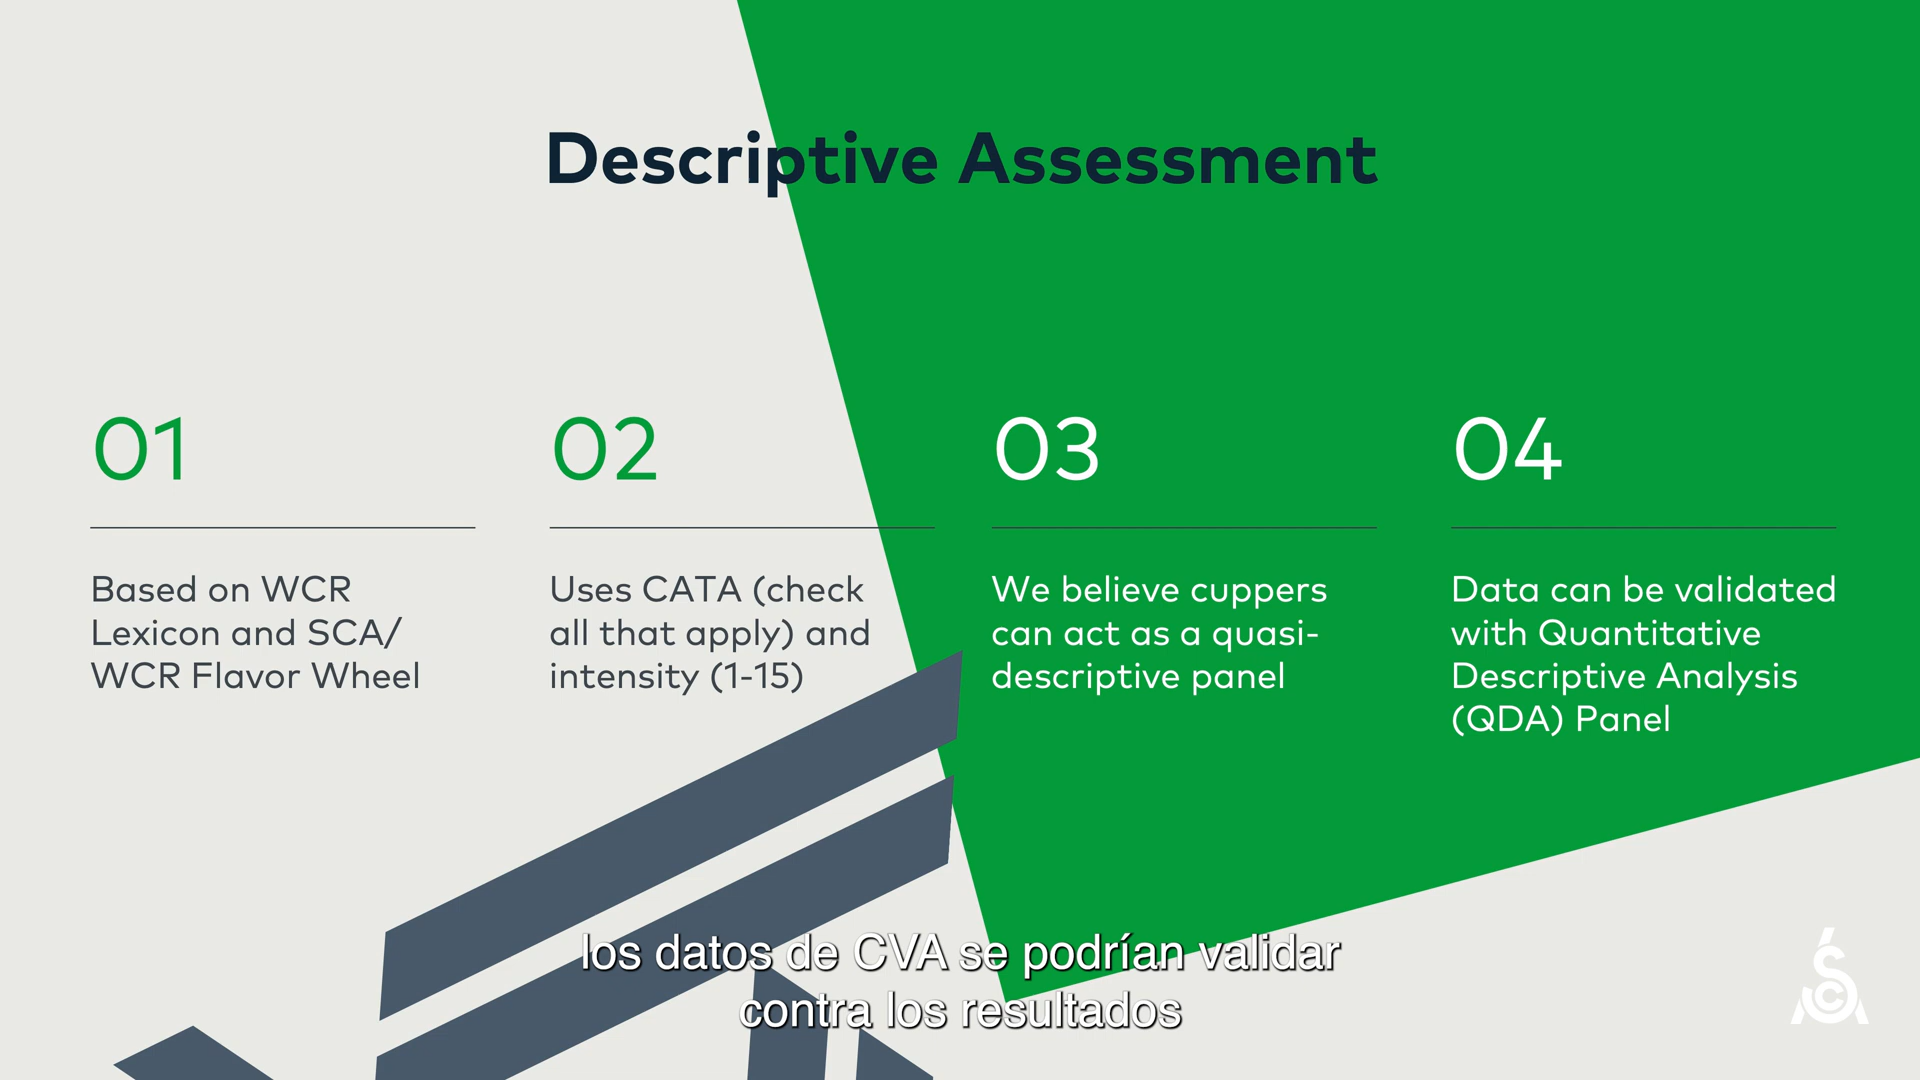 Descriptive Assessment
01
Based on WCR
Lexicon and SCA/
WCR Flavor Wheel
02
Uses CATA (check
all that apply) and
intensity (1-15)
03
We believe cuppers
can act as a quasi-
descriptive panel
04
Data can be validated
with Quantitative
Descriptive Analysis
(QDA) Panel
los datos de CVA se podrían validar
contra los resultados
SCA